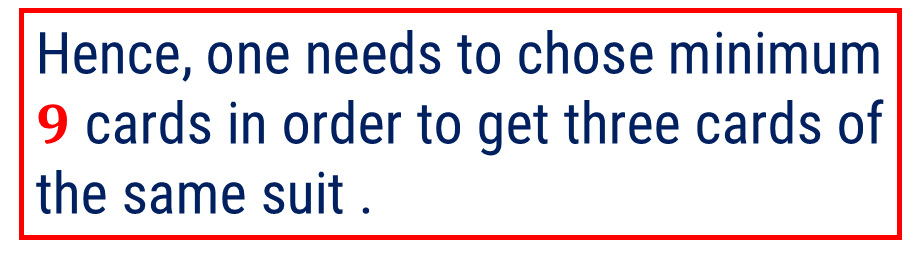 Hence, one needs to chose minimum
9 cards in order to get three cards of
the same suit .